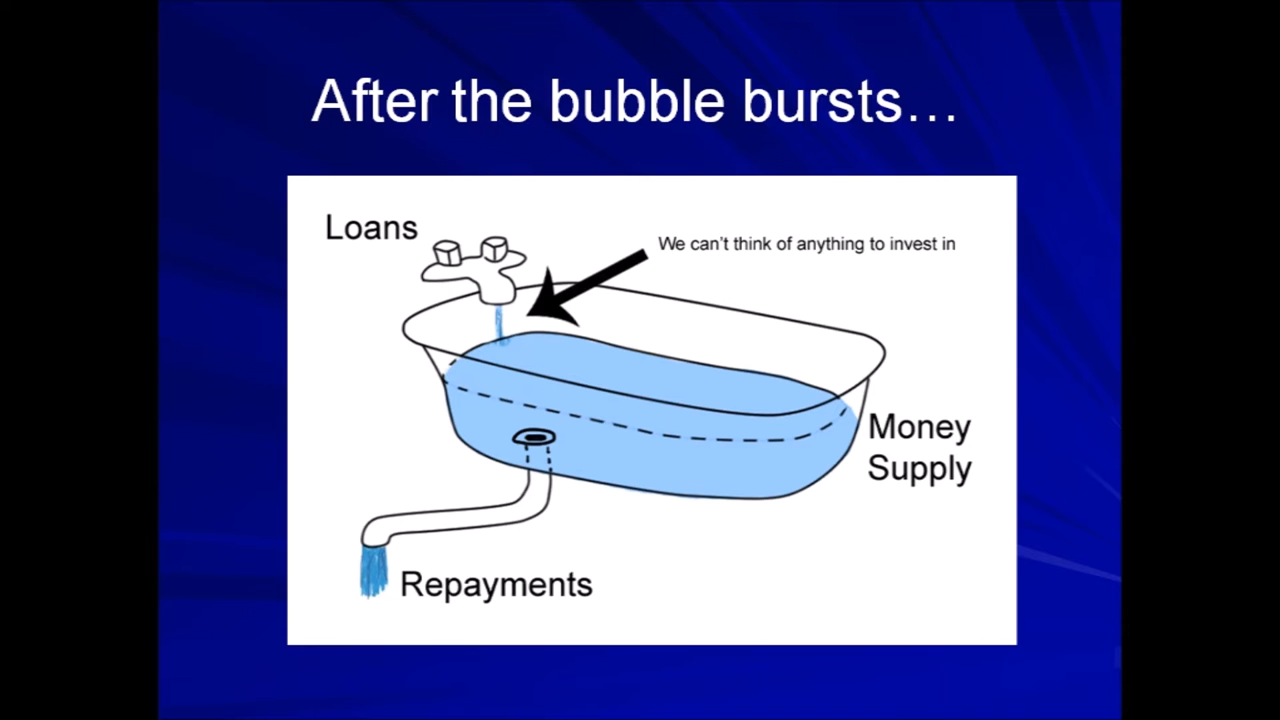 After the bubble bursts…
Loans
We can't think of anything to invest in
Money
Supply
Repayments